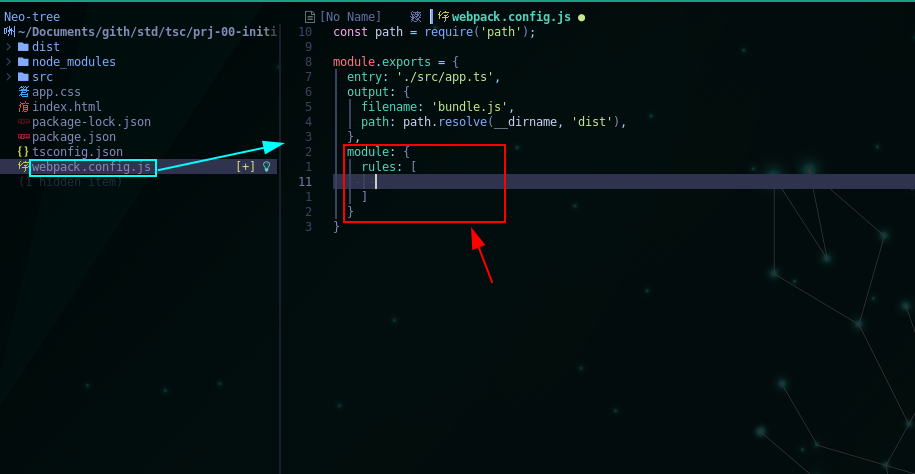 Neo-tree
~/Documents/gith/std/tsc/prj-00-initi
dist
node_modules
src
app.css
index.html
package-lock.json
package.json
tsconfig.json
webpack.config.js [+]
(1 hidden item)
[No Name] webpack.config.js
10 const path = require('path');
9
8 module.exports = {
7 entry: './src/app.ts',
6 output: {
5 filename: 'bundle.js',
4 path: path.resolve(__dirname, 'dist'),
3 },
2 module: {
1 rules: [
11
1 ]
2 }
3 }